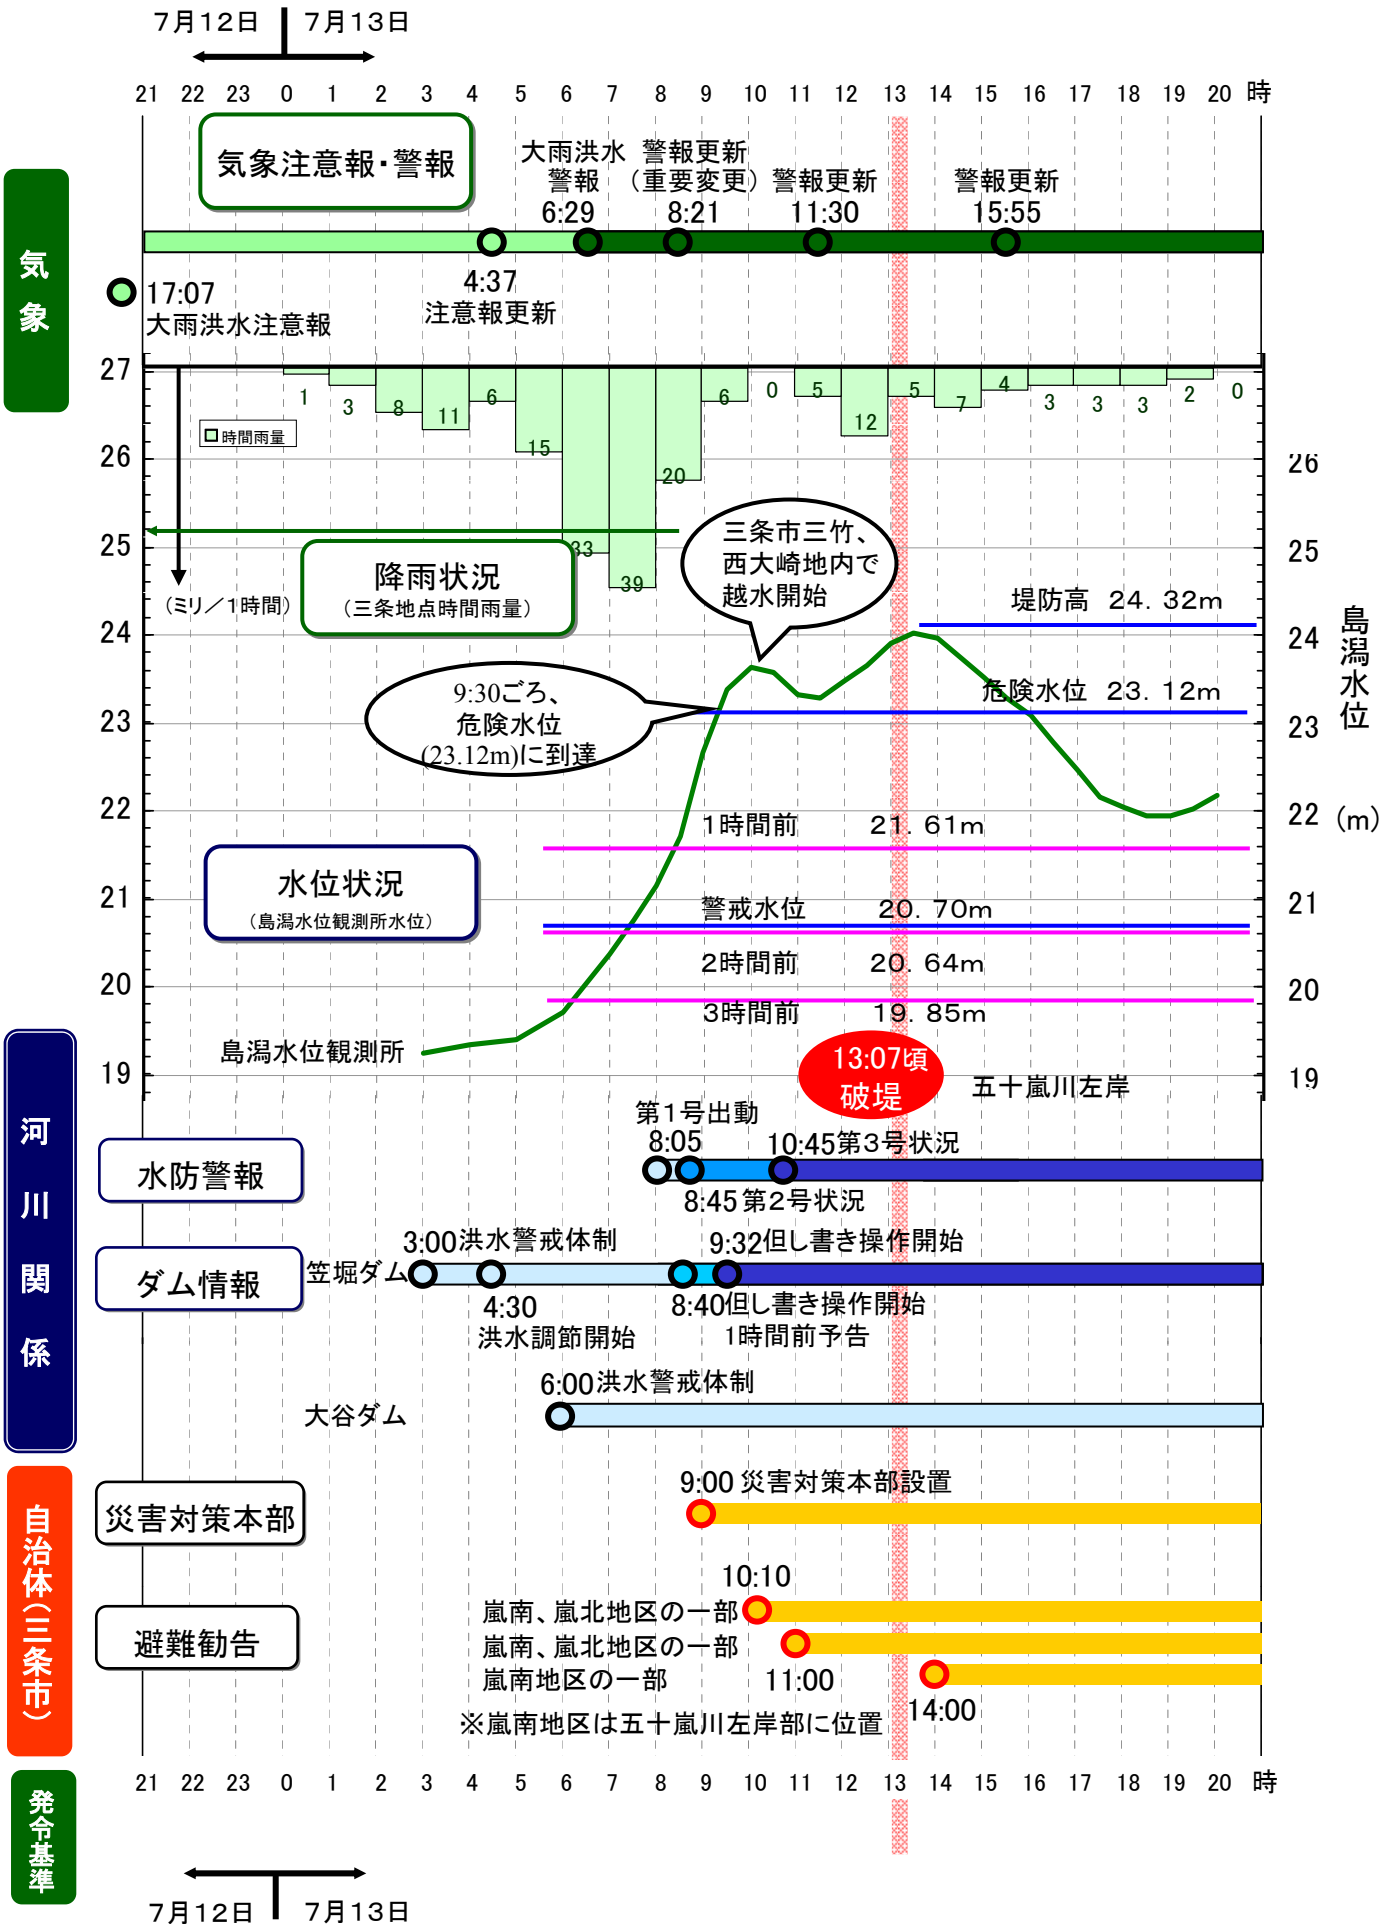 7月12日 7月13日
21 22 23 0 1 2 3 4 5 6 7 8 9 10 11 12 13 14 15 16 17 18 19 20 時
気象
気象注意報・警報
大雨洪水
警報
6:29
警報更新
（重要変更）
8:21
警報更新
11:30
警報更新
15:55
17:07
大雨洪水注意報
4:37
注意報更新
27
26
25
24
23
22
21
20
19
1 3 8 11 6 15 33 39 20 6 0 5 12 5 7 4 3 3 3 2 0
時間雨量
（ミリ／1時間）
降雨状況
（三条地点時間雨量）
三条市三竹、
西大崎地内で
越水開始
9:30ごろ、
危険水位
(23.12m)に到達
堤防高 24.32m
危険水位 23.12m
1時間前 21.61m
警戒水位 20.70m
2時間前 20.64m
3時間前 19.85m
26
25
24
23
22
21
20
19
島潟水位
（m）
水位状況
（島潟水位観測所水位）
島潟水位観測所
13:07頃
破堤
五十嵐川左岸
河川関係
水防警報
第1号出動
8:05
10:45第3号状況
8:45第2号状況
ダム情報
笠堀ダム
3:00洪水警戒体制
9:32但し書き操作開始
4:30
洪水調節開始
8:40但し書き操作開始
1時間前予告
6:00洪水警戒体制
大谷ダム
自治体（三条市）
災害対策本部
9:00 災害対策本部設置
避難勧告
10:10
嵐南、嵐北地区の一部
嵐南、嵐北地区の一部
11:00
嵐南地区の一部
14:00
※嵐南地区は五十嵐川左岸部に位置
21 22 23 0 1 2 3 4 5 6 7 8 9 10 11 12 13 14 15 16 17 18 19 20 時
発令基準
7月12日 7月13日